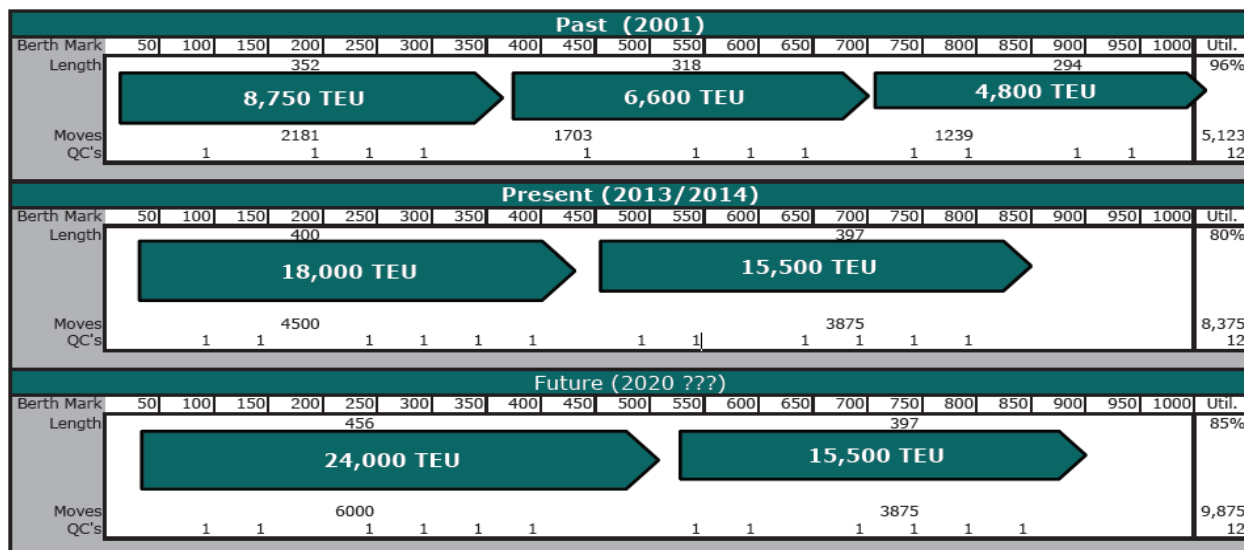 Past (2001)
Berth Mark 50 100 150 200 250 300 350 400 450 500 550 600 650 700 750 800 850 900 950 1000 Util.
Length 352 318 294 96%
8,750 TEU 6,600 TEU 4,800 TEU
Moves 2181 1703 1239 5,123
QC's 1 1 1 1 1 1 1 1 1 1 1 1 12
Present (2013/2014)
Berth Mark 50 100 150 200 250 300 350 400 450 500 550 600 650 700 750 800 850 900 950 1000 Util.
Length 400 397 80%
18,000 TEU 15,500 TEU
Moves 4500 3875 8,375
QC's 1 1 1 1 1 1 1 1 1 1 1 1 12
Future (2020 ???)
Berth Mark 50 100 150 200 250 300 350 400 450 500 550 600 650 700 750 800 850 900 950 1000 Util.
Length 456 397 85%
24,000 TEU 15,500 TEU
Moves 6000 3875 9,875
QC's 1 1 1 1 1 1 1 1 1 1 1 1 12